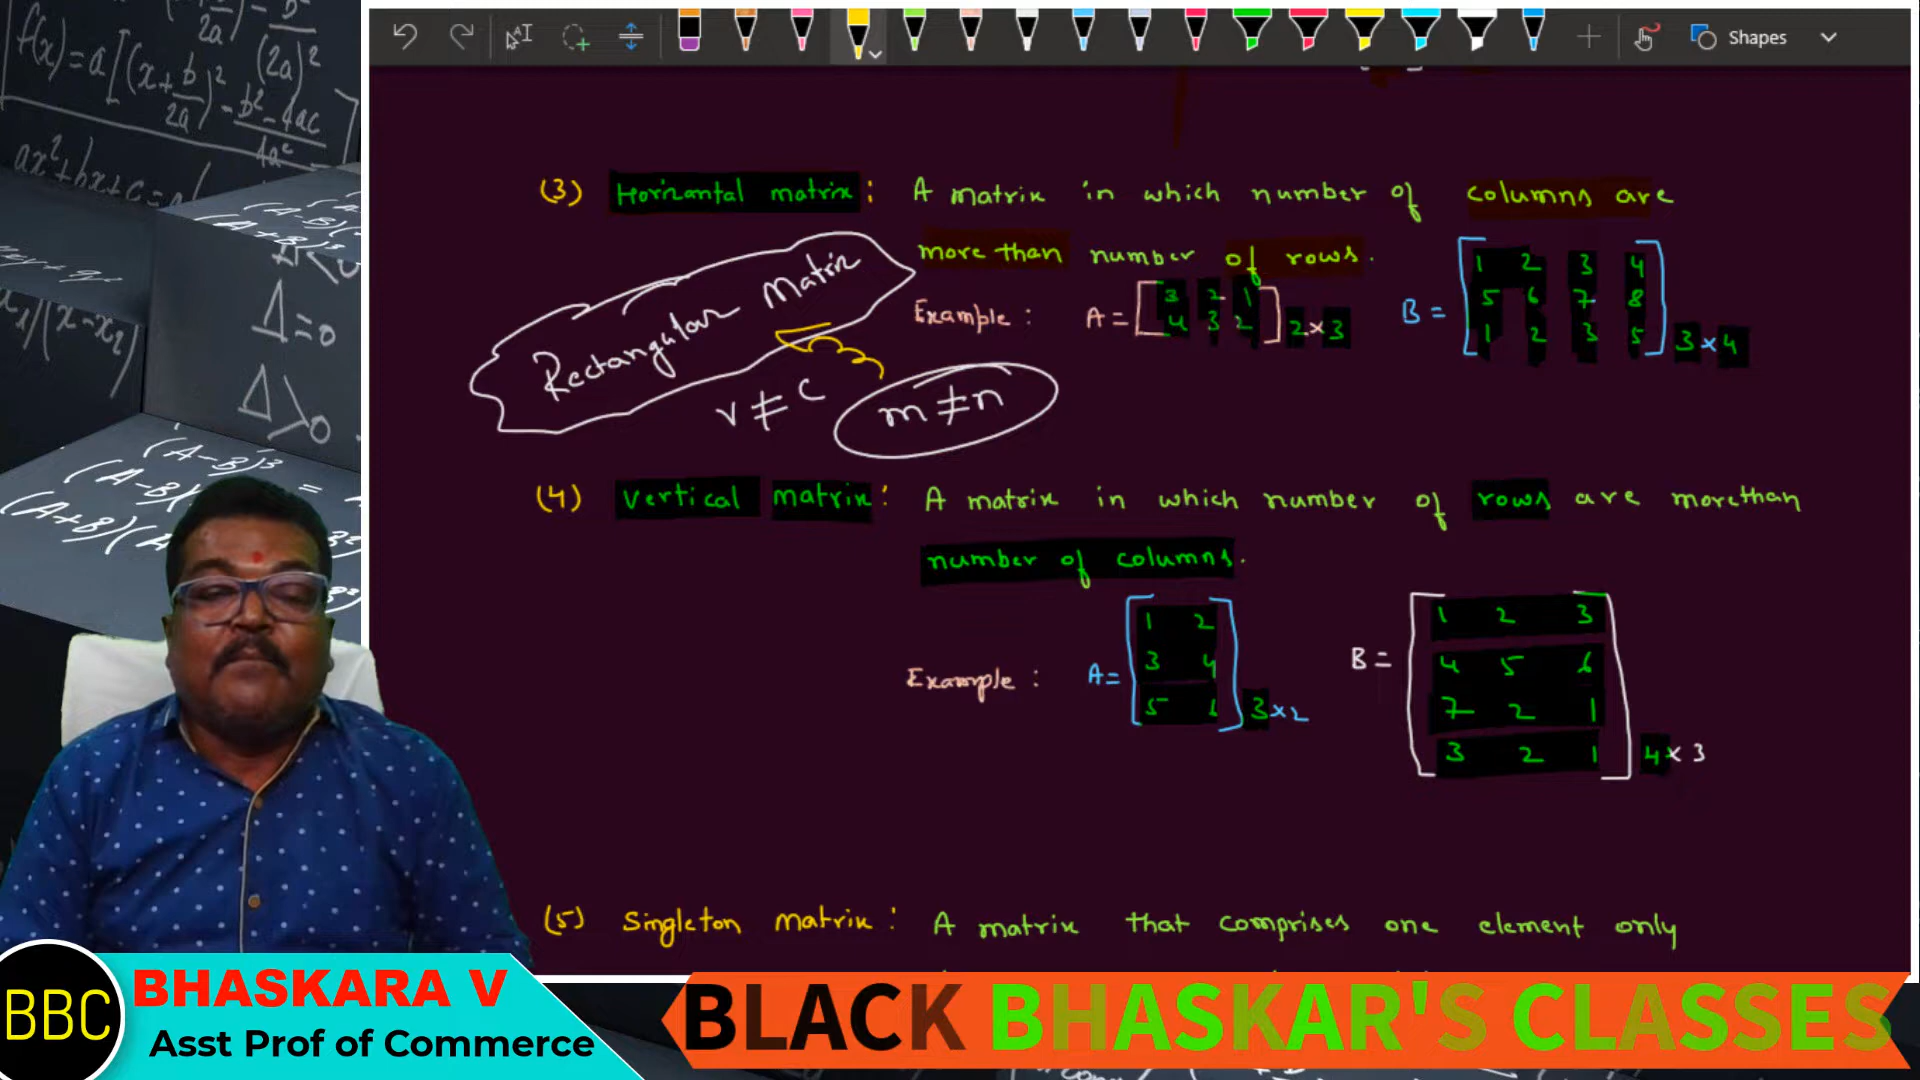 Shapes
(3) Horizantal matrix : A matrix in which number of columns are
more than number of rows.
Rectangular Matrix
Example : A = [ 3 2 1
4 3 2 ] 2×3
B = [ 1 2 3 4
5 6 7 8
1 2 3 5 ] 3×4
r ≠ c
m ≠ n
(4) Vertical matrix : A matrix in which number of rows are morethan
number of columns.
Example : A = [ 1 2
3 4
5 6 ] 3×2
B = [ 1 2 3
4 5 6
7 2 1
3 2 1 ] 4×3
(5) Singleton matrix : A matrix that comprises one element only
BBC
BHASKARA V
Asst Prof of Commerce
BLACK BHASKAR'S CLASSES